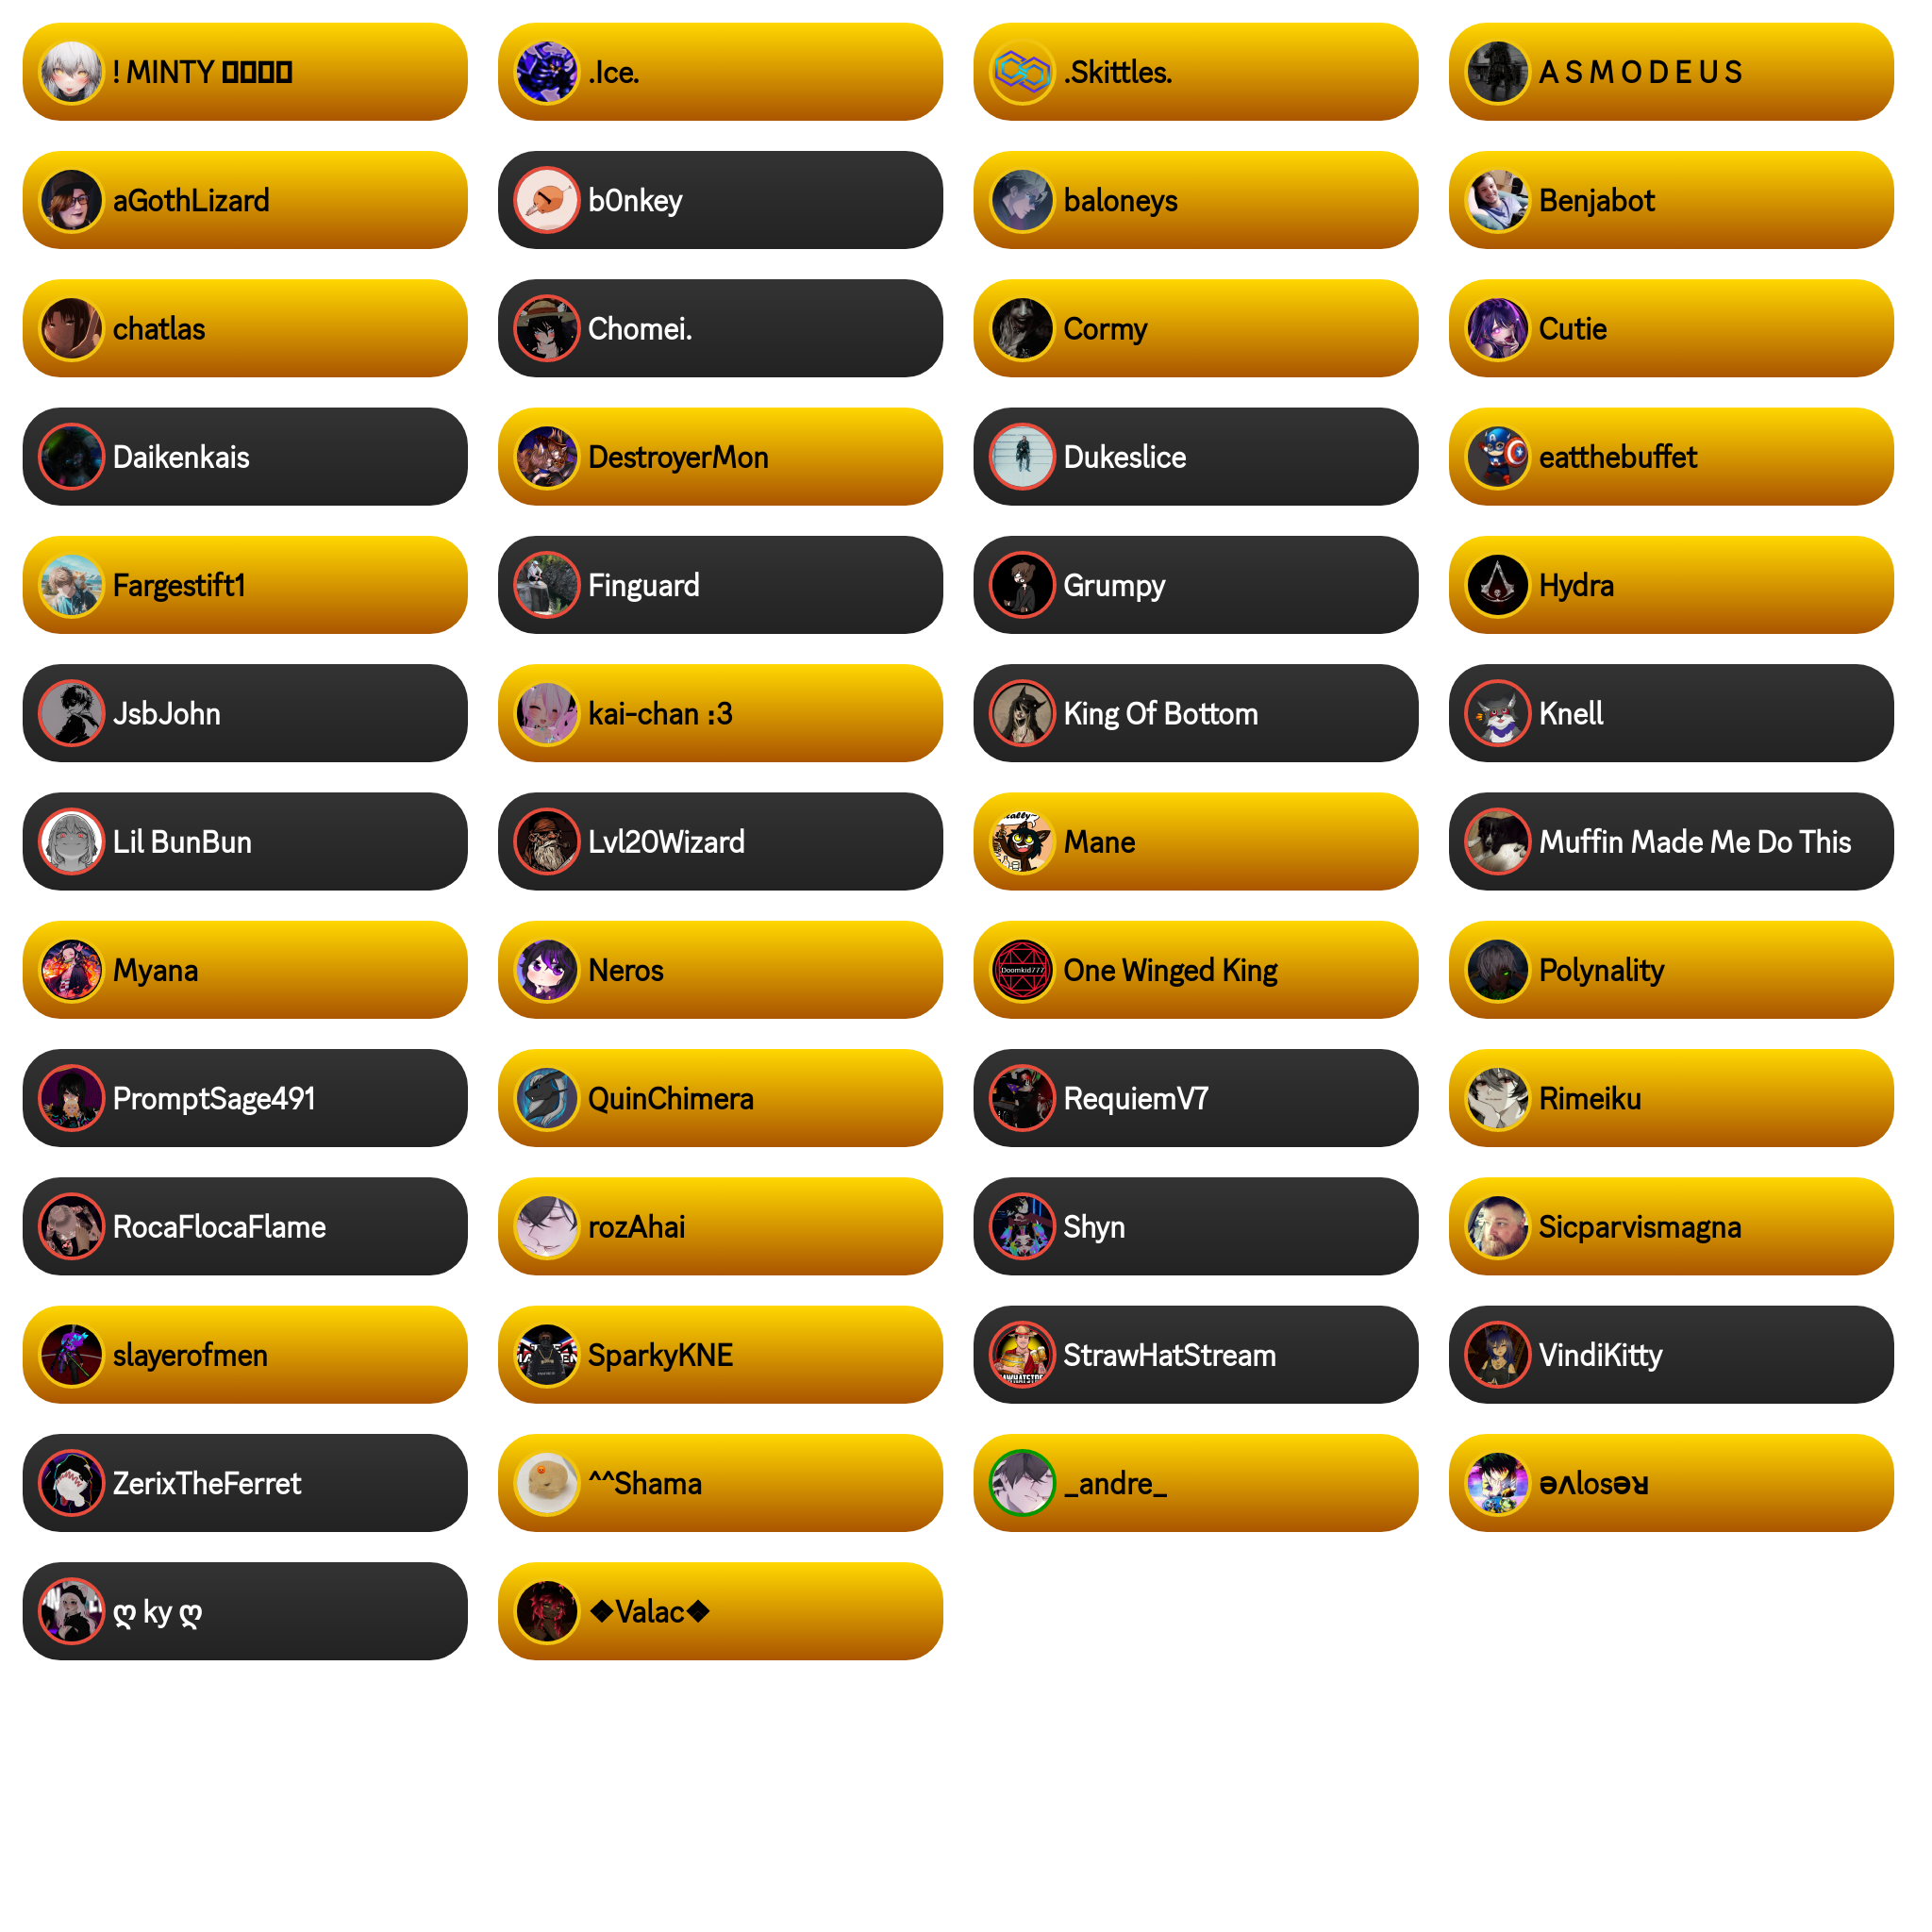 ! MINTY
.Ice.
.Skittles.
A S M O D E U S
aGothLizard
b0nkey
baloneys
Benjabot
chatlas
Chomei.
Cormy
Cutie
Daikenkais
DestroyerMon
Dukeslice
eatthebuffet
Fargestift1
Finguard
Grumpy
Hydra
JsbJohn
kai-chan :3
King Of Bottom
Knell
Lil BunBun
Lvl20Wizard
Mane
Muffin Made Me Do This
Myana
Neros
Doomkid777
One Winged King
Polynality
PromptSage491
QuinChimera
RequiemV7
Rimeiku
RocaFlocaFlame
rozAhai
Shyn
Sicparvismagna
slayerofmen
SparkyKNE
StrawHatStream
VindiKitty
ZerixTheFerret
^^Shama
_andre_
ɘʌlosɘʁ
ღ ky ღ
❖Valac❖